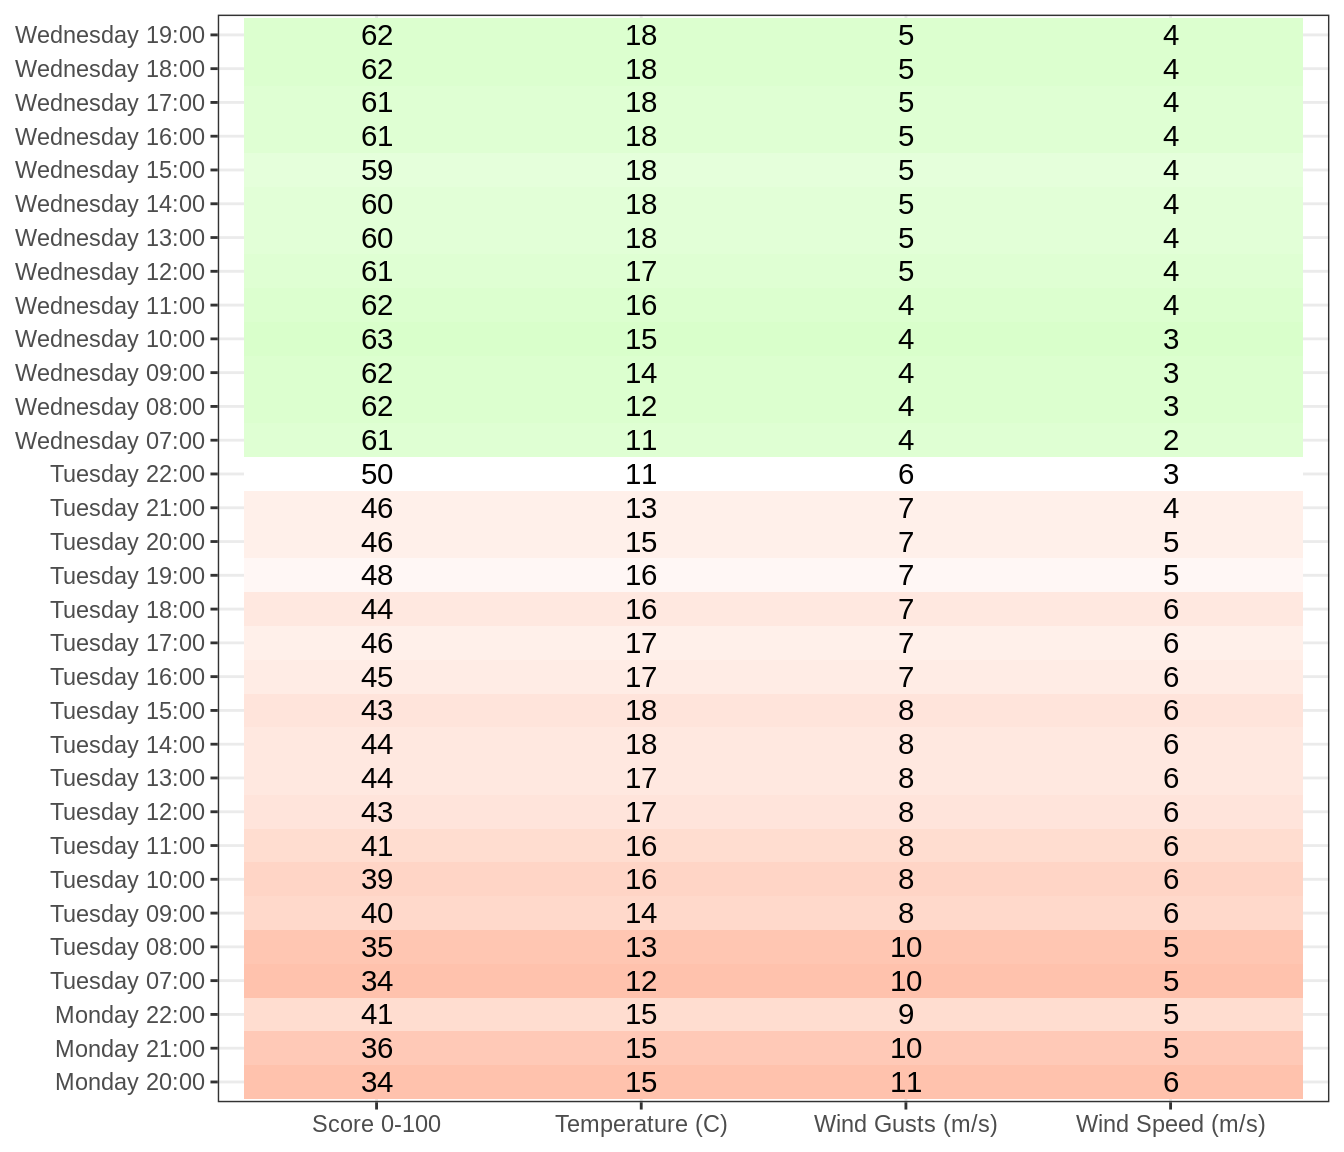 Wednesday 19:00 62 18 5 4
Wednesday 18:00 62 18 5 4
Wednesday 17:00 61 18 5 4
Wednesday 16:00 61 18 5 4
Wednesday 15:00 59 18 5 4
Wednesday 14:00 60 18 5 4
Wednesday 13:00 60 18 5 4
Wednesday 12:00 61 17 5 4
Wednesday 11:00 62 16 4 4
Wednesday 10:00 63 15 4 3
Wednesday 09:00 62 14 4 3
Wednesday 08:00 62 12 4 3
Wednesday 07:00 61 11 4 2
Tuesday 22:00 50 11 6 3
Tuesday 21:00 46 13 7 4
Tuesday 20:00 46 15 7 5
Tuesday 19:00 48 16 7 5
Tuesday 18:00 44 16 7 6
Tuesday 17:00 46 17 7 6
Tuesday 16:00 45 17 7 6
Tuesday 15:00 43 18 8 6
Tuesday 14:00 44 18 8 6
Tuesday 13:00 44 17 8 6
Tuesday 12:00 43 17 8 6
Tuesday 11:00 41 16 8 6
Tuesday 10:00 39 16 8 6
Tuesday 09:00 40 14 8 6
Tuesday 08:00 35 13 10 5
Tuesday 07:00 34 12 10 5
Monday 22:00 41 15 9 5
Monday 21:00 36 15 10 5
Monday 20:00 34 15 11 6
Score 0-100 Temperature (C) Wind Gusts (m/s) Wind Speed (m/s)